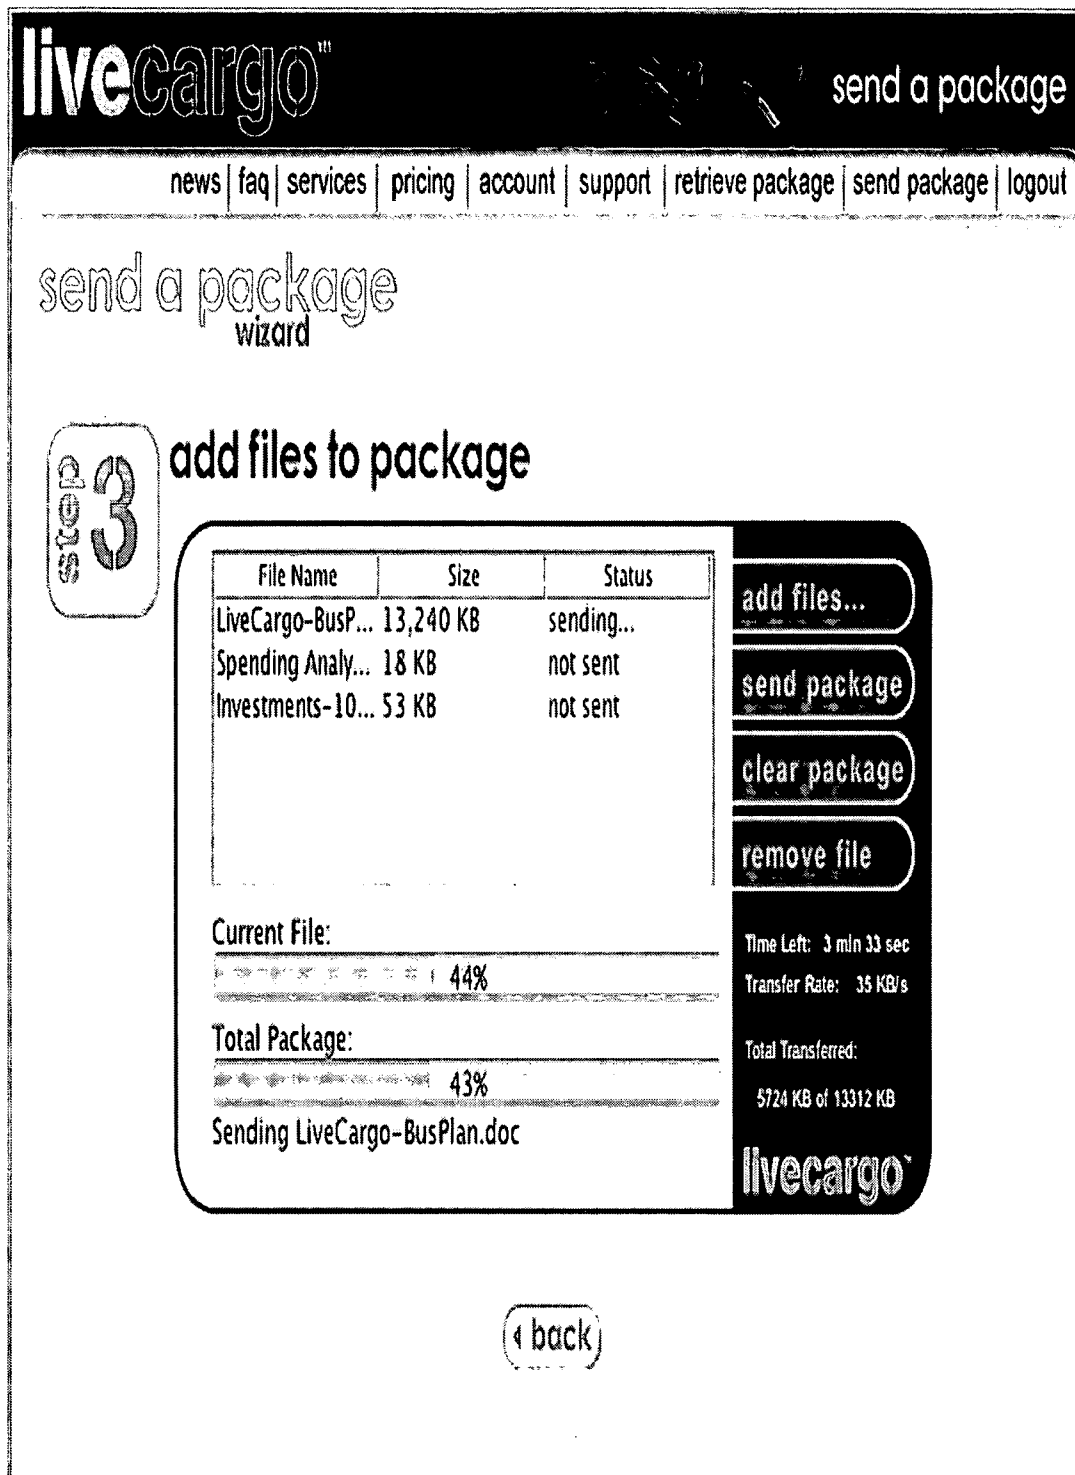 livecargo™
send a package
news | faq | services | pricing | account | support | retrieve package | send package | logout
send a package
wizard
step 3
add files to package
File Name Size Status
LiveCargo-BusP... 13,240 KB sending...
Spending Analy... 18 KB not sent
Investments-10... 53 KB not sent
add files...
send package
clear package
remove file
Current File:
44%
Total Package:
43%
Sending LiveCargo-BusPlan.doc
Time Left: 3 min 33 sec
Transfer Rate: 35 KB/s
Total Transferred:
5724 KB of 13312 KB
livecargo™
back